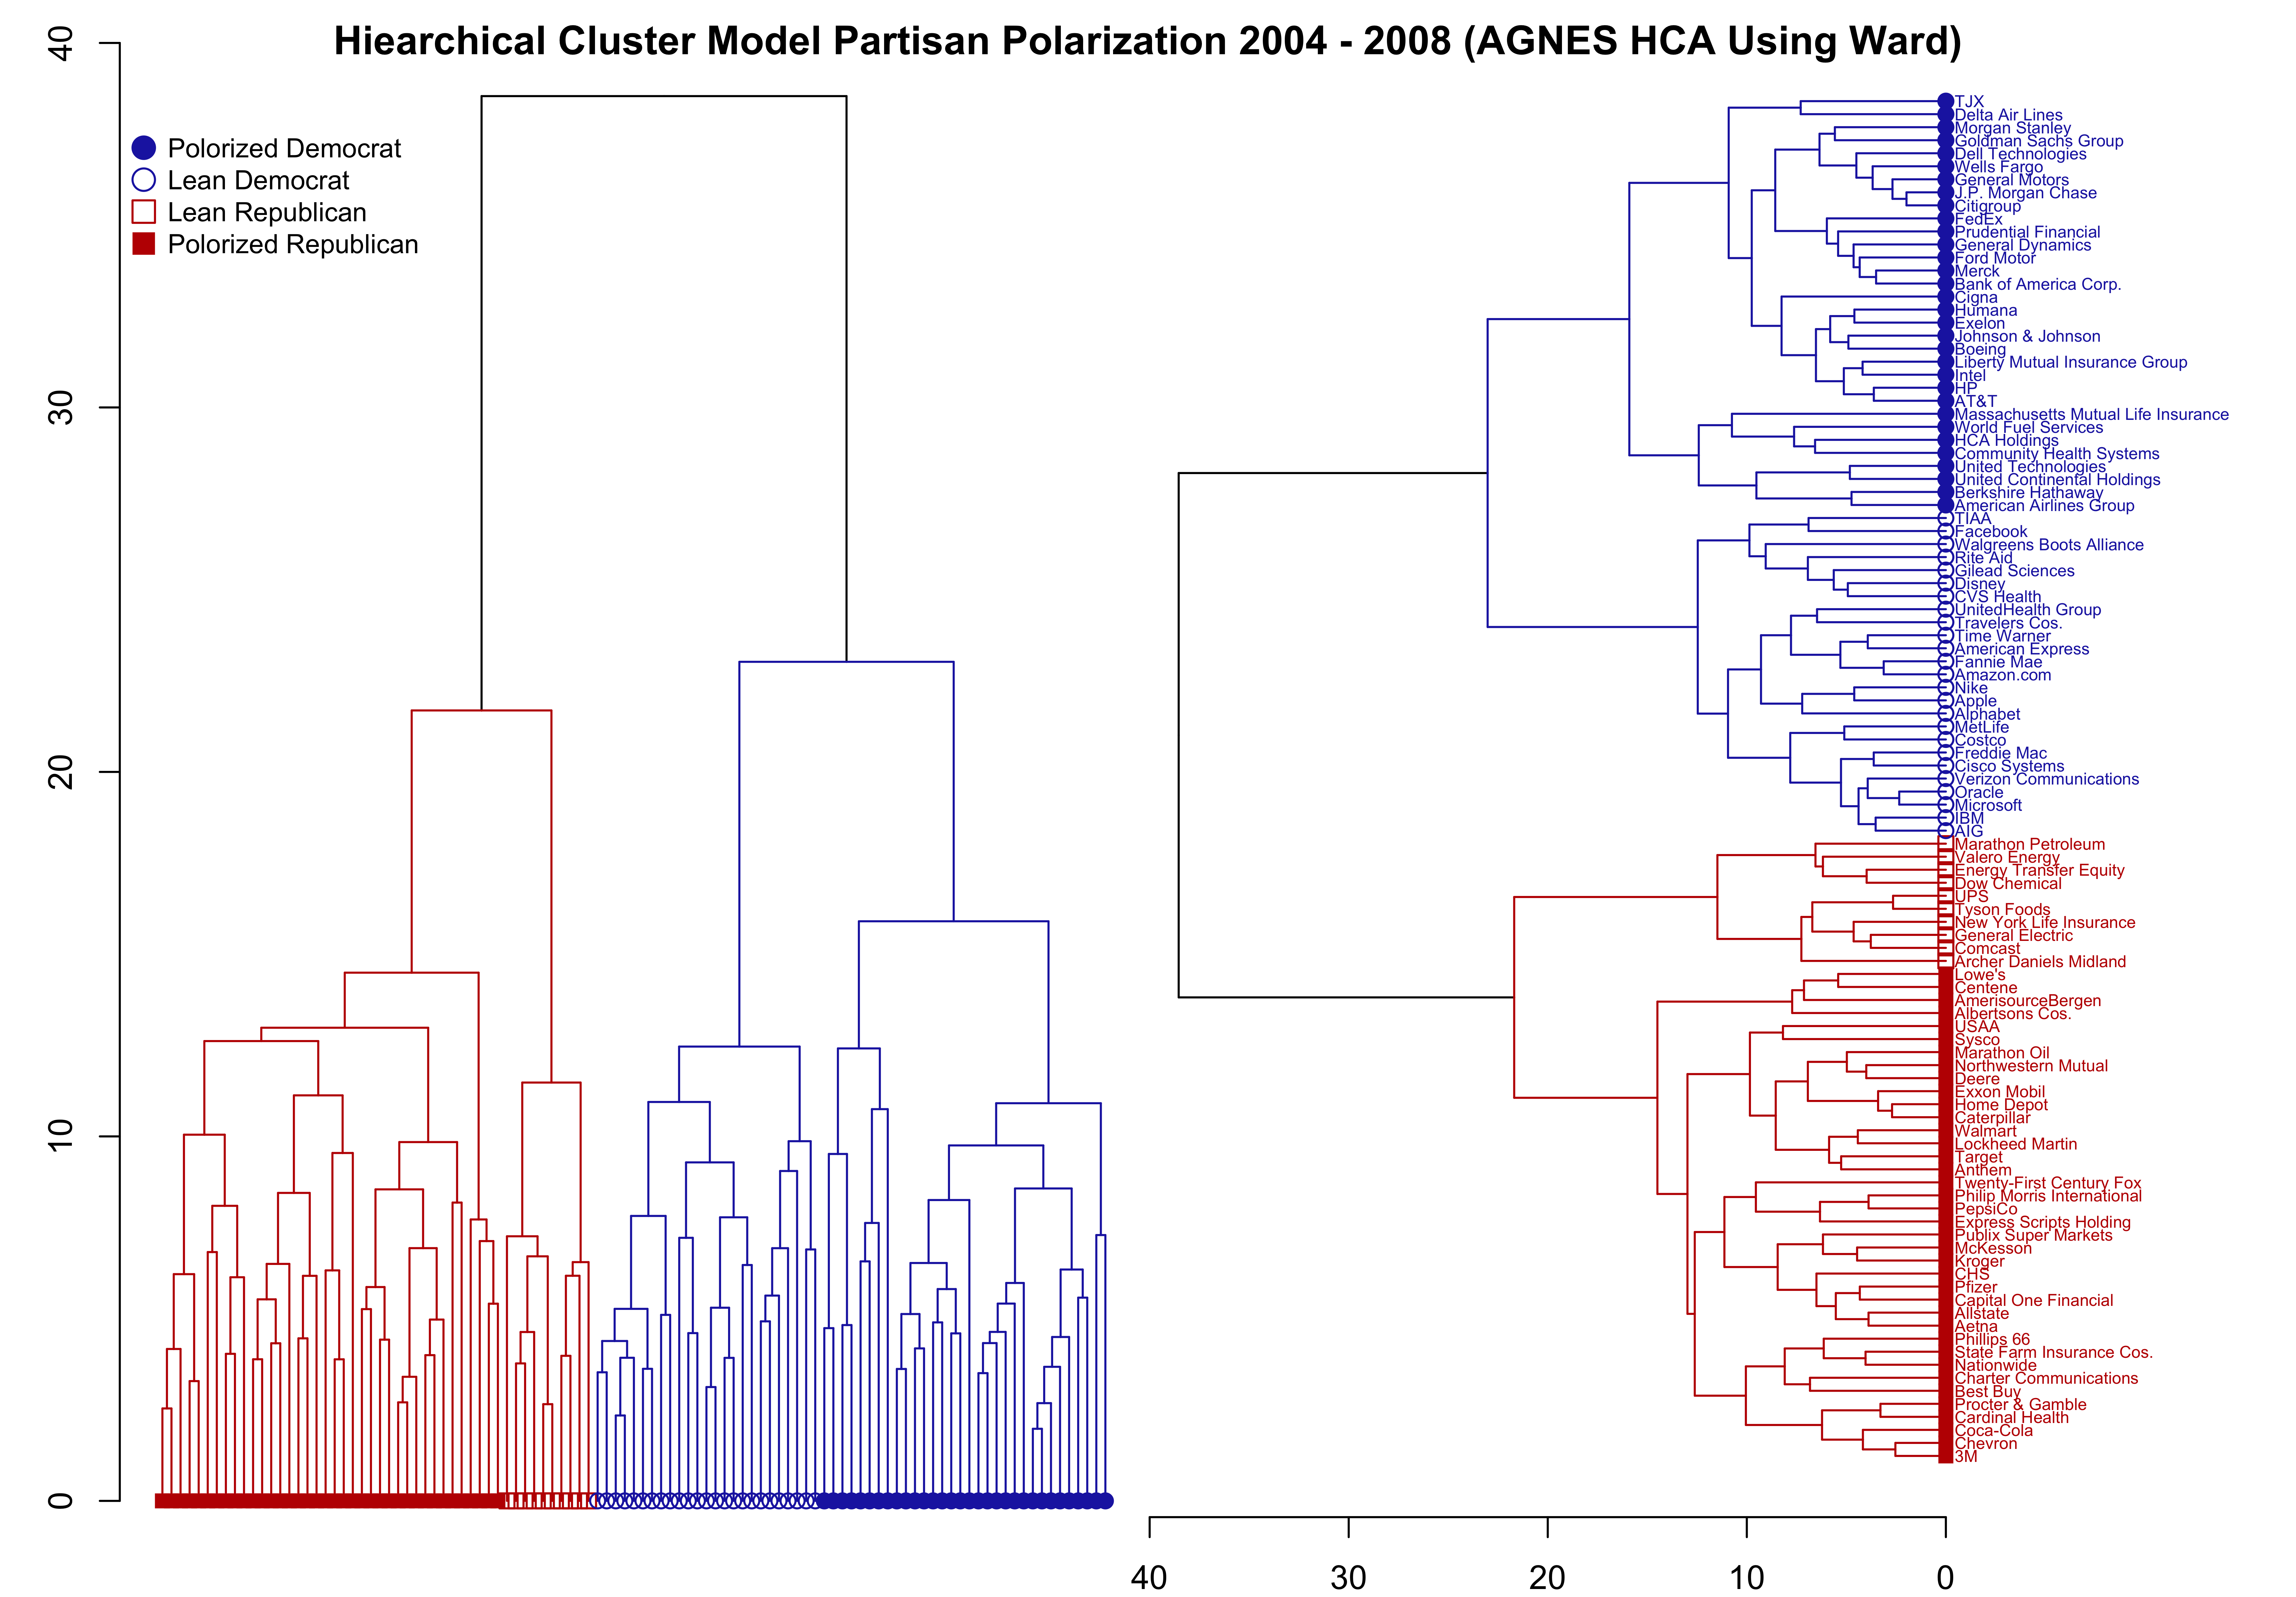 Hiearchical Cluster Model Partisan Polarization 2004 - 2008 (AGNES HCA Using Ward)
40
30
20
10
0
Polorized Democrat
Lean Democrat
Lean Republican
Polorized Republican
TJX
Delta Air Lines
Morgan Stanley
Goldman Sachs Group
Dell Technologies
Wells Fargo
General Motors
J.P. Morgan Chase
Citigroup
FedEx
Prudential Financial
General Dynamics
Ford Motor
Merck
Bank of America Corp.
Cigna
Humana
Exelon
Johnson & Johnson
Boeing
Liberty Mutual Insurance Group
Intel
HP
AT&T
Massachusetts Mutual Life Insurance
World Fuel Services
HCA Holdings
Community Health Systems
United Technologies
United Continental Holdings
Berkshire Hathaway
American Airlines Group
TIAA
Facebook
Walgreens Boots Alliance
Rite Aid
Gilead Sciences
Disney
CVS Health
UnitedHealth Group
Travelers Cos.
Time Warner
American Express
Fannie Mae
Amazon.com
Nike
Apple
Alphabet
MetLife
Costco
Freddie Mac
Cisco Systems
Verizon Communications
Oracle
Microsoft
IBM
AIG
Marathon Petroleum
Valero Energy
Energy Transfer Equity
Dow Chemical
UPS
Tyson Foods
New York Life Insurance
General Electric
Comcast
Archer Daniels Midland
Lowe's
Centene
AmerisourceBergen
Albertsons Cos.
USAA
Sysco
Marathon Oil
Northwestern Mutual
Deere
Exxon Mobil
Home Depot
Caterpillar
Walmart
Lockheed Martin
Target
Anthem
Twenty-First Century Fox
Philip Morris International
PepsiCo
Express Scripts Holding
Publix Super Markets
McKesson
Kroger
CHS
Pfizer
Capital One Financial
Allstate
Aetna
Phillips 66
State Farm Insurance Cos.
Nationwide
Charter Communications
Best Buy
Procter & Gamble
Cardinal Health
Coca-Cola
Chevron
3M
40 30 20 10 0